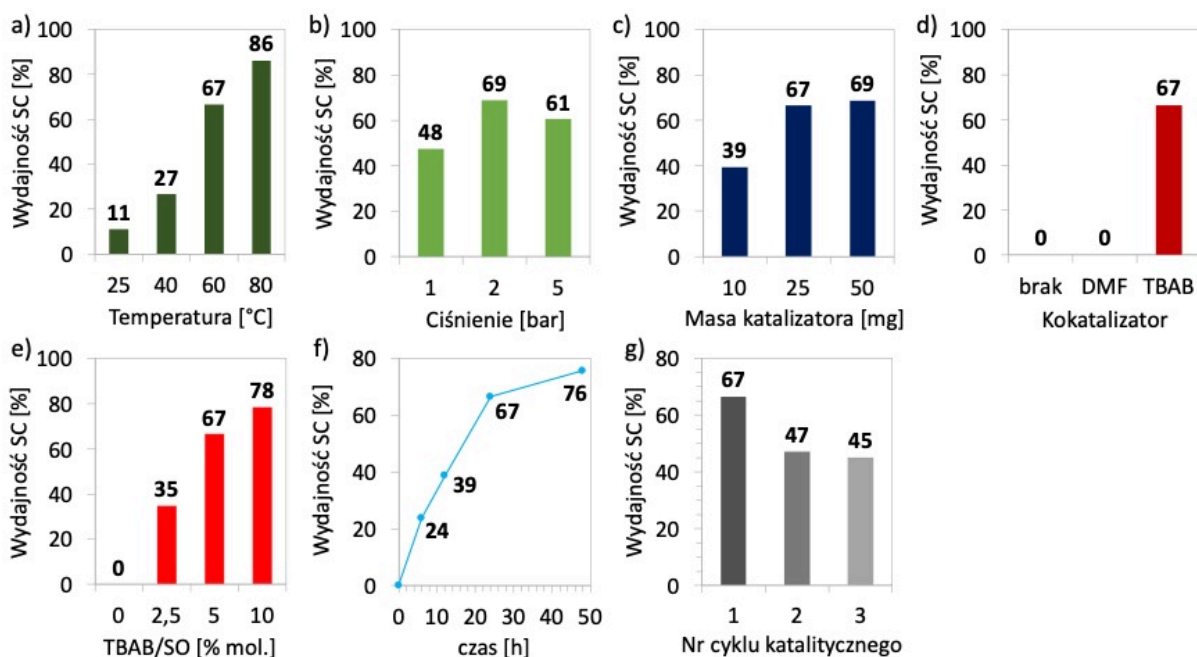 a)
Wydajność SC [%]
100
80
60
40
20
0
11
27
67
86
25 40 60 80
Temperatura [°C]
b)
Wydajność SC [%]
100
80
60
40
20
0
48
69
61
1 2 5
Ciśnienie [bar]
c)
Wydajność SC [%]
100
80
60
40
20
0
39
67
69
10 25 50
Masa katalizatora [mg]
d)
Wydajność SC [%]
100
80
60
40
20
0
0
0
67
brak DMF TBAB
Kokatalizator
e)
Wydajność SC [%]
100
80
60
40
20
0
0
35
67
78
0 2,5 5 10
TBAB/SO [% mol.]
f)
Wydajność SC [%]
80
60
40
20
0
24
39
67
76
0 10 20 30 40 50
czas [h]
g)
Wydajność SC [%]
80
60
40
20
0
67
47
45
1 2 3
Nr cyklu katalitycznego